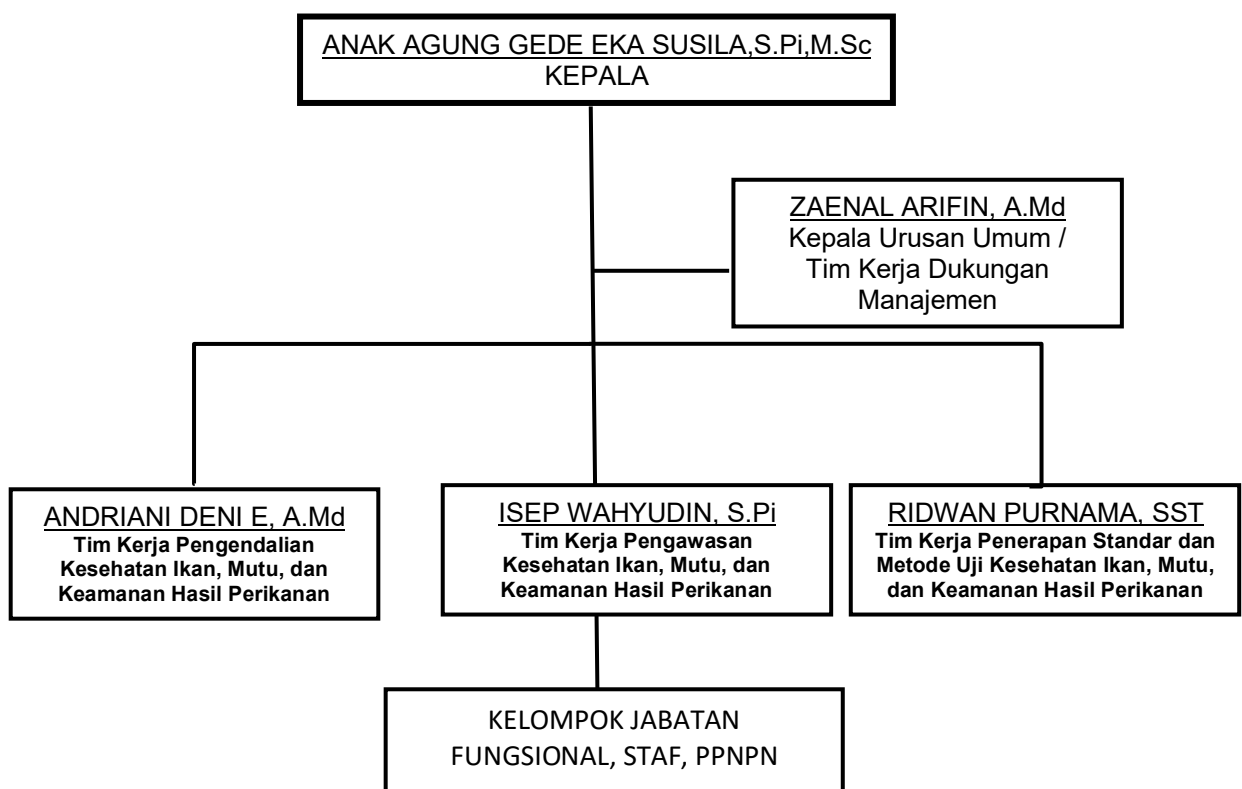 ANAK AGUNG GEDE EKA SUSILA,S.Pi,M.Sc
KEPALA
ZAENAL ARIFIN, A.Md
Kepala Urusan Umum /
Tim Kerja Dukungan
Manajemen
ANDRIANI DENI E, A.Md
Tim Kerja Pengendalian
Kesehatan Ikan, Mutu, dan
Keamanan Hasil Perikanan
ISEP WAHYUDIN, S.Pi
Tim Kerja Pengawasan
Kesehatan Ikan, Mutu, dan
Keamanan Hasil Perikanan
RIDWAN PURNAMA, SST
Tim Kerja Penerapan Standar dan
Metode Uji Kesehatan Ikan, Mutu,
dan Keamanan Hasil Perikanan
KELOMPOK JABATAN
FUNGSIONAL, STAF, PPNPN